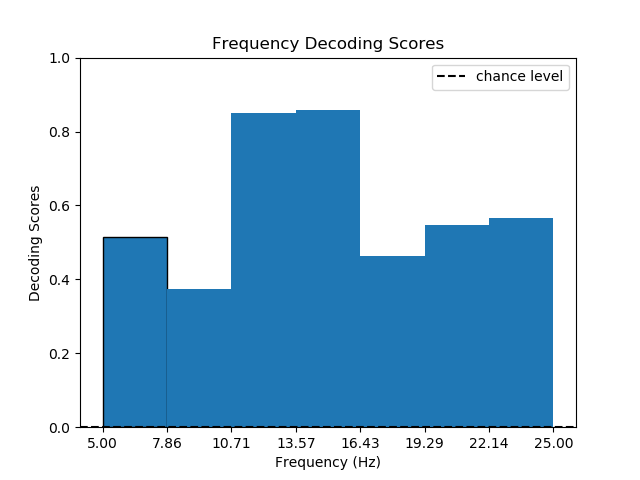 Frequency Decoding Scores
chance level
1.0
0.8
0.6
0.4
0.2
0.0
Decoding Scores
5.00 7.86 10.71 13.57 16.43 19.29 22.14 25.00
Frequency (Hz)